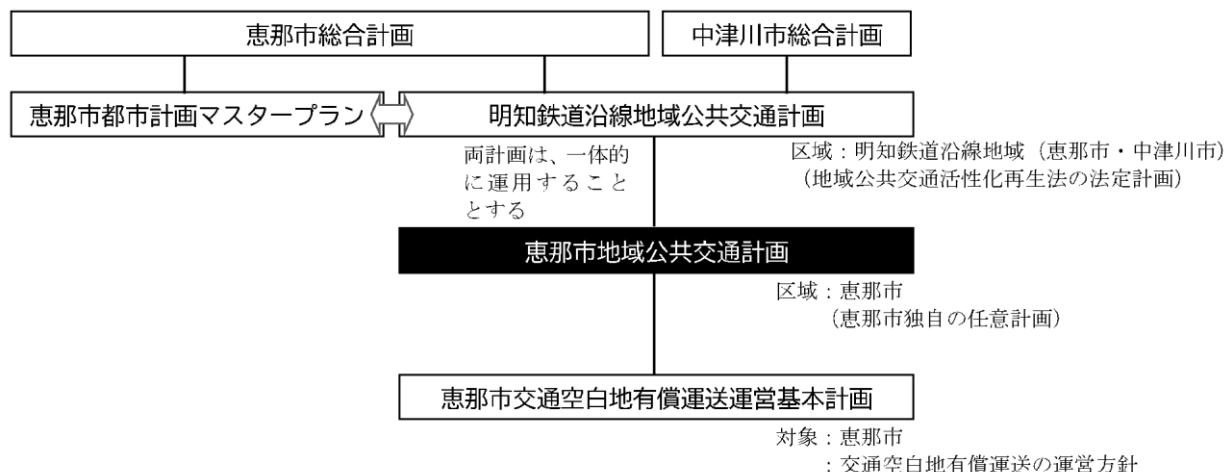 恵那市総合計画
中津川市総合計画
恵那市都市計画マスタープラン
明知鉄道沿線地域公共交通計画
両計画は、一体的
に運用すること
とする
区域：明知鉄道沿線地域（恵那市・中津川市）
（地域公共交通活性化再生法の法定計画）
恵那市地域公共交通計画
区域：恵那市
（恵那市独自の任意計画）
恵那市交通空白地有償運送運営基本計画
対象：恵那市
：交通空白地有償運送の運営方針